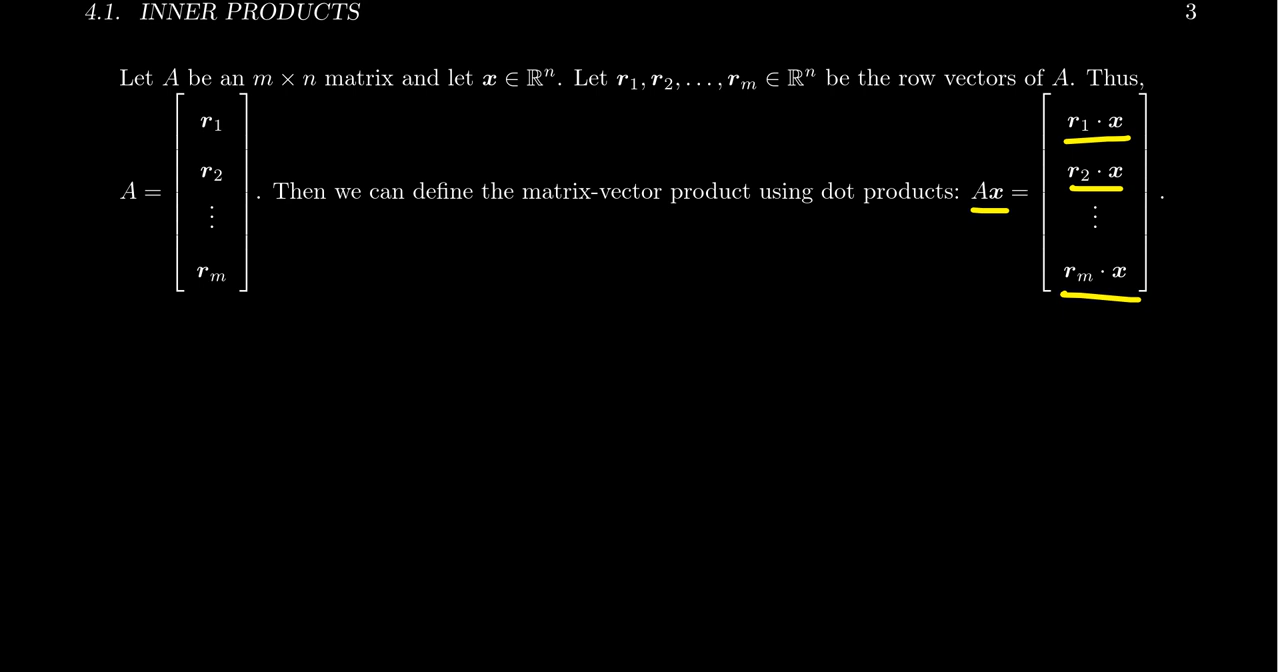 4.1. INNER PRODUCTS 3
Let A be an m × n matrix and let x ∈ ℝⁿ. Let r₁, r₂, . . . , rₘ ∈ ℝⁿ be the row vectors of A. Thus,
A = [ r₁ r₂ ⋮ rₘ ] . Then we can define the matrix-vector product using dot products: Ax = [ r₁ · x r₂ · x ⋮ rₘ · x ] .